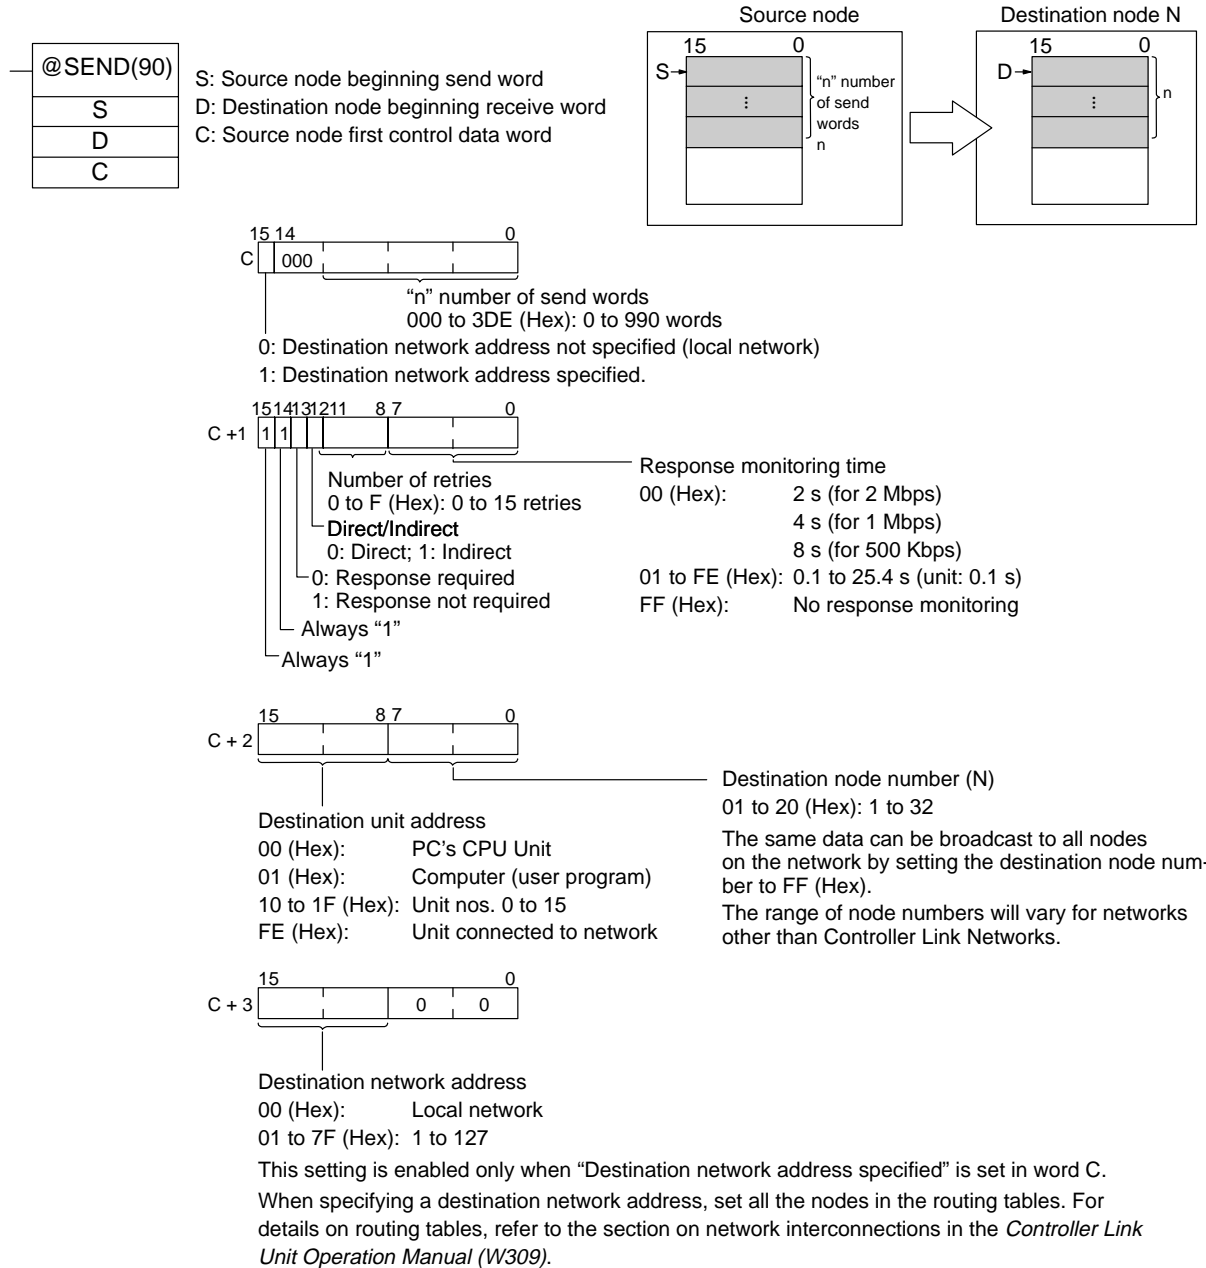 Source node
Destination node N
@SEND(90)
S
D
C
S: Source node beginning send word
D: Destination node beginning receive word
C: Source node first control data word
15 0
S
“n” number
of send
words
n
15 0
D
n
15 14 0
C 000
“n” number of send words
000 to 3DE (Hex): 0 to 990 words
0: Destination network address not specified (local network)
1: Destination network address specified.
15 14 13 12 11 8 7 0
C +1 1 1
Number of retries
0 to F (Hex): 0 to 15 retries
Direct/Indirect
0: Direct; 1: Indirect
0: Response required
1: Response not required
Always “1”
Always “1”
Response monitoring time
00 (Hex): 2 s (for 2 Mbps)
4 s (for 1 Mbps)
8 s (for 500 Kbps)
01 to FE (Hex): 0.1 to 25.4 s (unit: 0.1 s)
FF (Hex): No response monitoring
15 8 7 0
C + 2
Destination unit address
00 (Hex): PC's CPU Unit
01 (Hex): Computer (user program)
10 to 1F (Hex): Unit nos. 0 to 15
FE (Hex): Unit connected to network
Destination node number (N)
01 to 20 (Hex): 1 to 32
The same data can be broadcast to all nodes
on the network by setting the destination node num-
ber to FF (Hex).
The range of node numbers will vary for networks
other than Controller Link Networks.
15 0
C + 3 0 0
Destination network address
00 (Hex): Local network
01 to 7F (Hex): 1 to 127
This setting is enabled only when “Destination network address specified” is set in word C.
When specifying a destination network address, set all the nodes in the routing tables. For
details on routing tables, refer to the section on network interconnections in the Controller Link
Unit Operation Manual (W309).